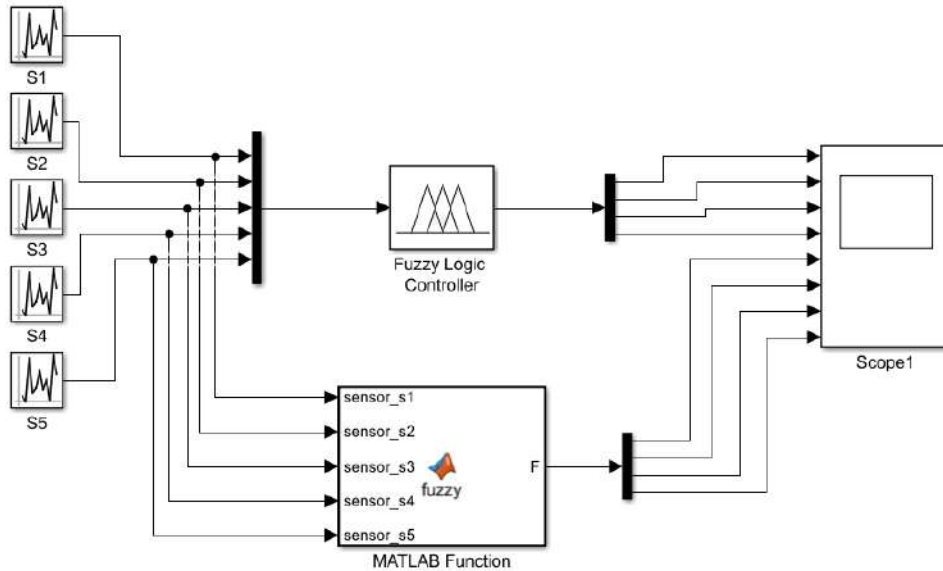 S1
S2
S3
S4
S5
Fuzzy Logic
Controller
Scope1
sensor_s1
sensor_s2
sensor_s3
sensor_s4
sensor_s5
fuzzy
F
MATLAB Function